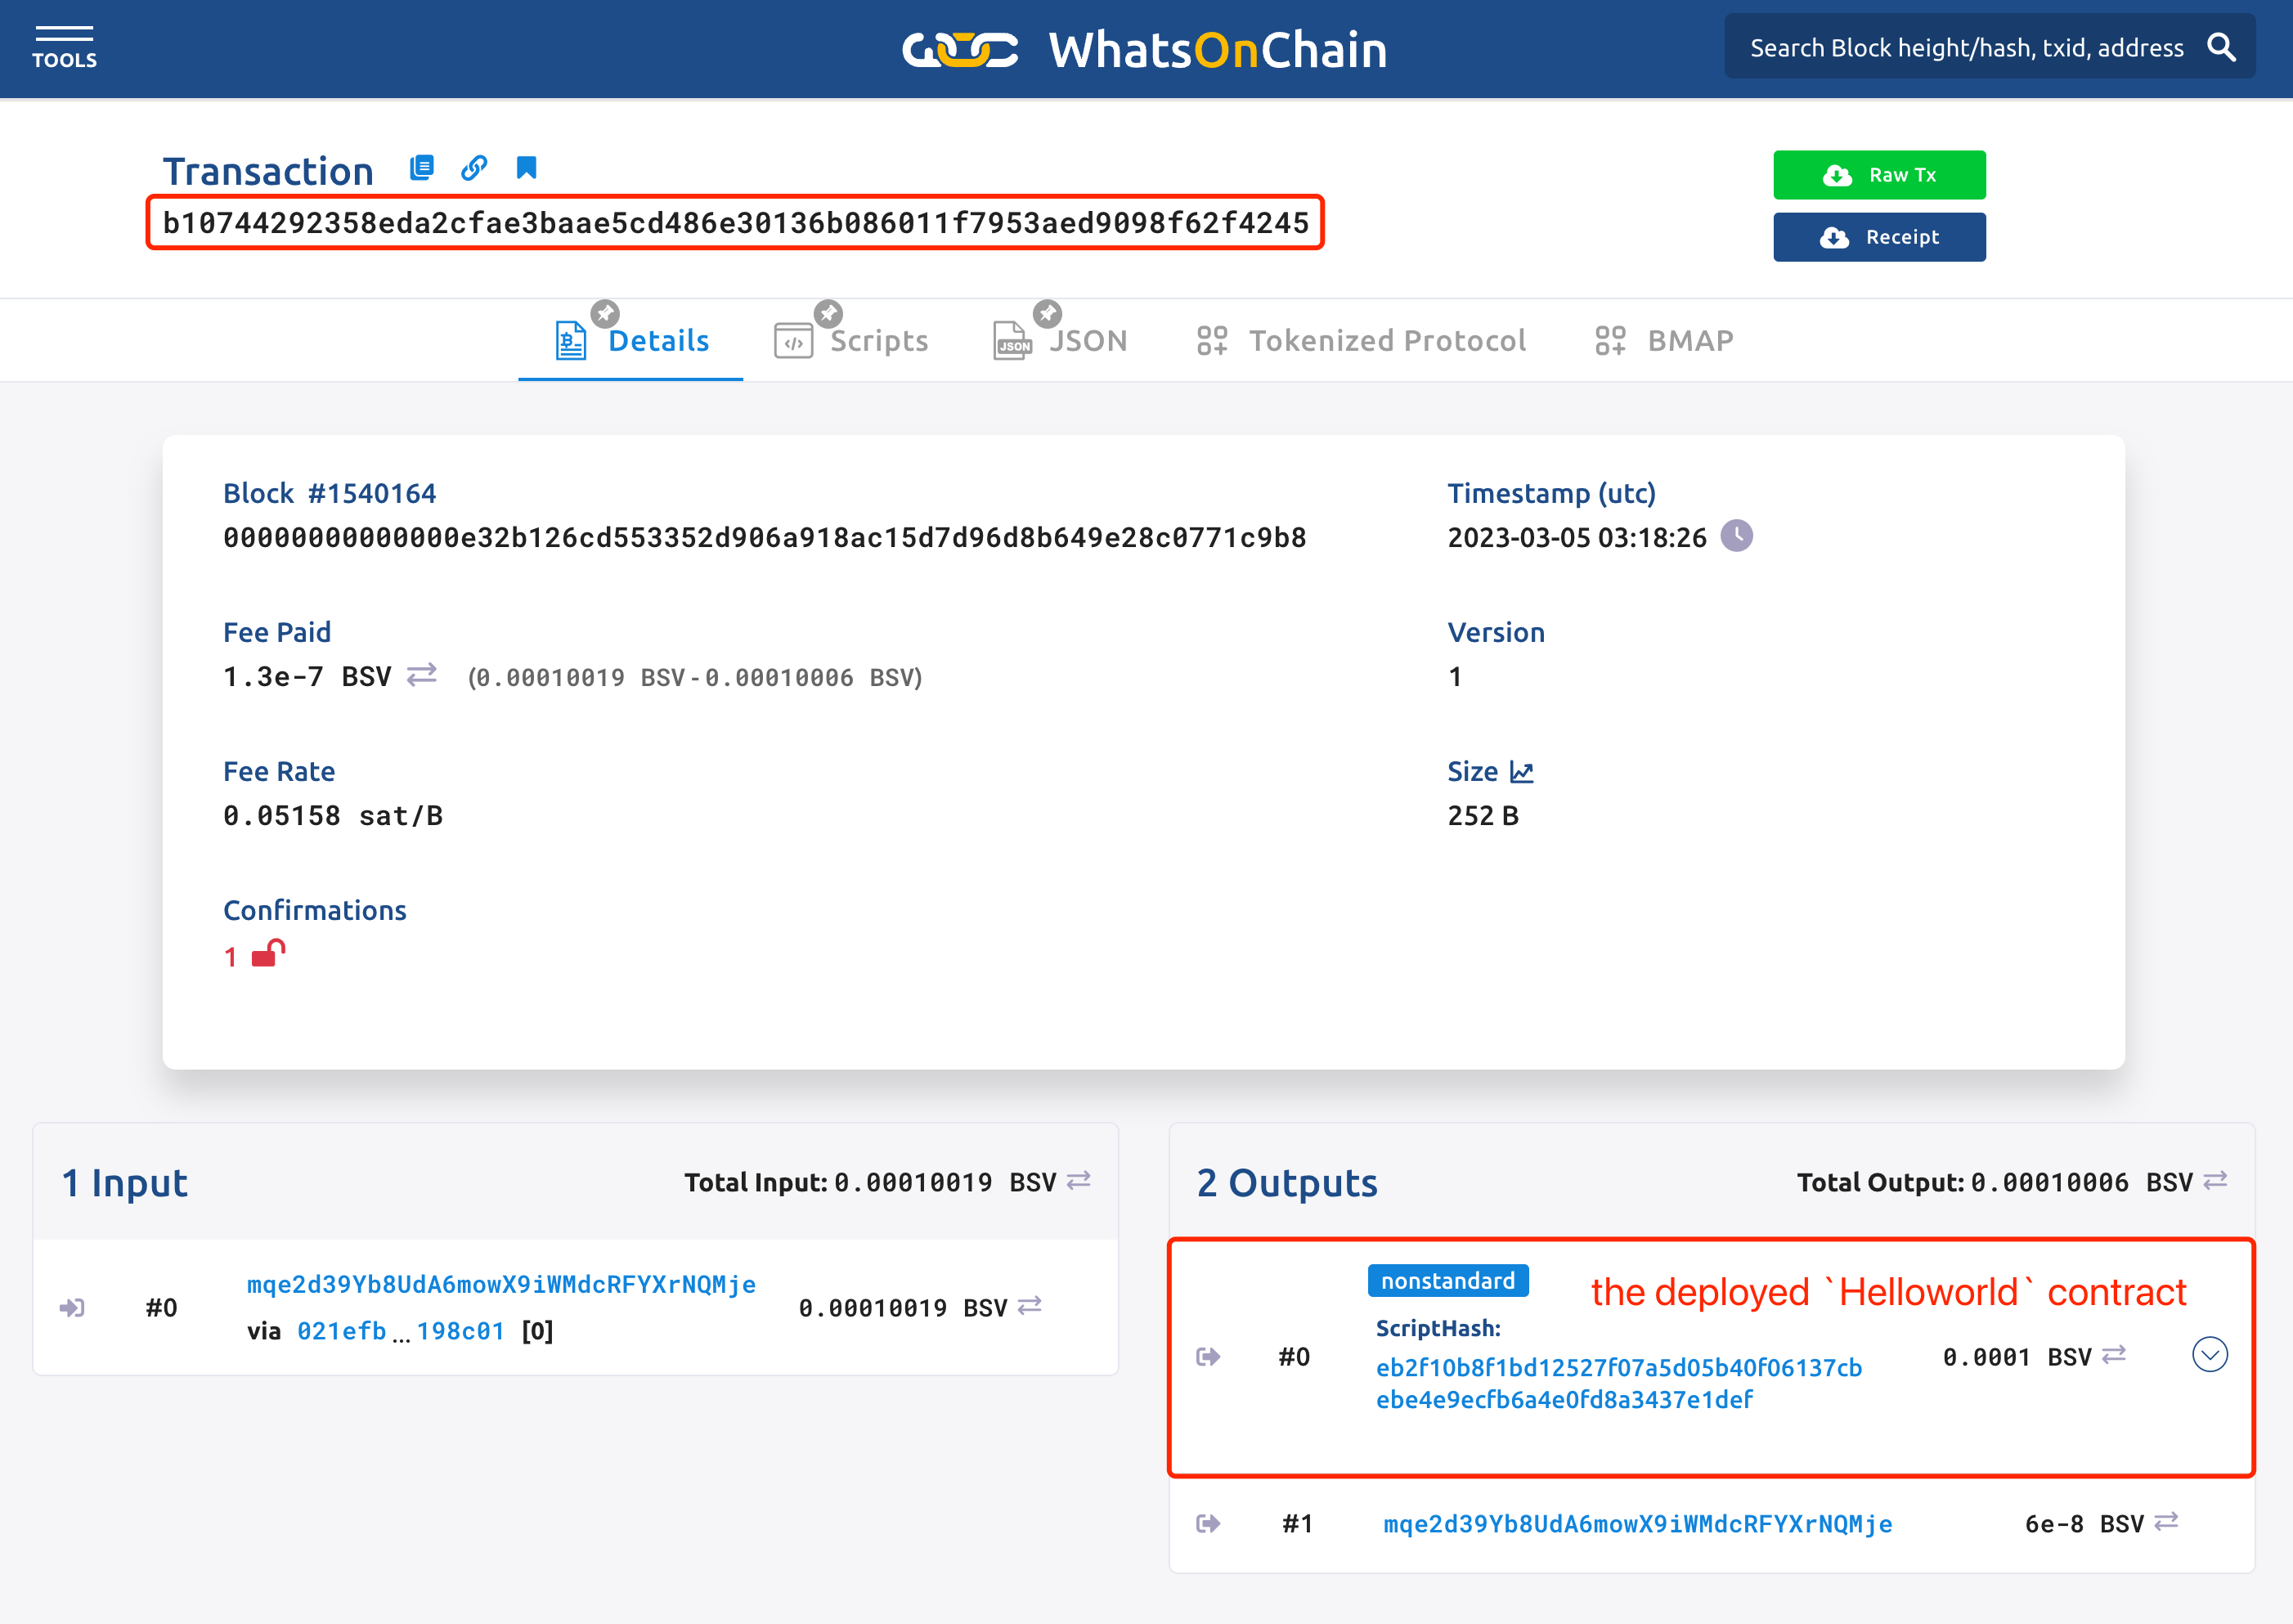 TOOLS
WhatsOnChain
Search Block height/hash, txid, address
Transaction
b10744292358eda2cfae3baae5cd486e30136b086011f7953aed9098f62f4245
Raw Tx
Receipt
Details
Scripts
JSON
JSON
Tokenized Protocol
BMAP
Block #1540164
00000000000000e32b126cd553352d906a918ac15d7d96d8b649e28c0771c9b8
Timestamp (utc)
2023-03-05 03:18:26
Fee Paid
1.3e-7 BSV (0.00010019 BSV-0.00010006 BSV)
Version
1
Fee Rate
0.05158 sat/B
Size
252 B
Confirmations
1
1 Input
Total Input: 0.00010019 BSV
#0
mqe2d39Yb8UdA6mowX9iWMdcRFYXrNQMje
via 021efb...198c01 [0]
0.00010019 BSV
2 Outputs
Total Output: 0.00010006 BSV
nonstandard
the deployed `Helloworld` contract
#0
ScriptHash:
eb2f10b8f1bd12527f07a5d05b40f06137cb
ebe4e9ecfb6a4e0fd8a3437e1def
0.0001 BSV
#1
mqe2d39Yb8UdA6mowX9iWMdcRFYXrNQMje
6e-8 BSV